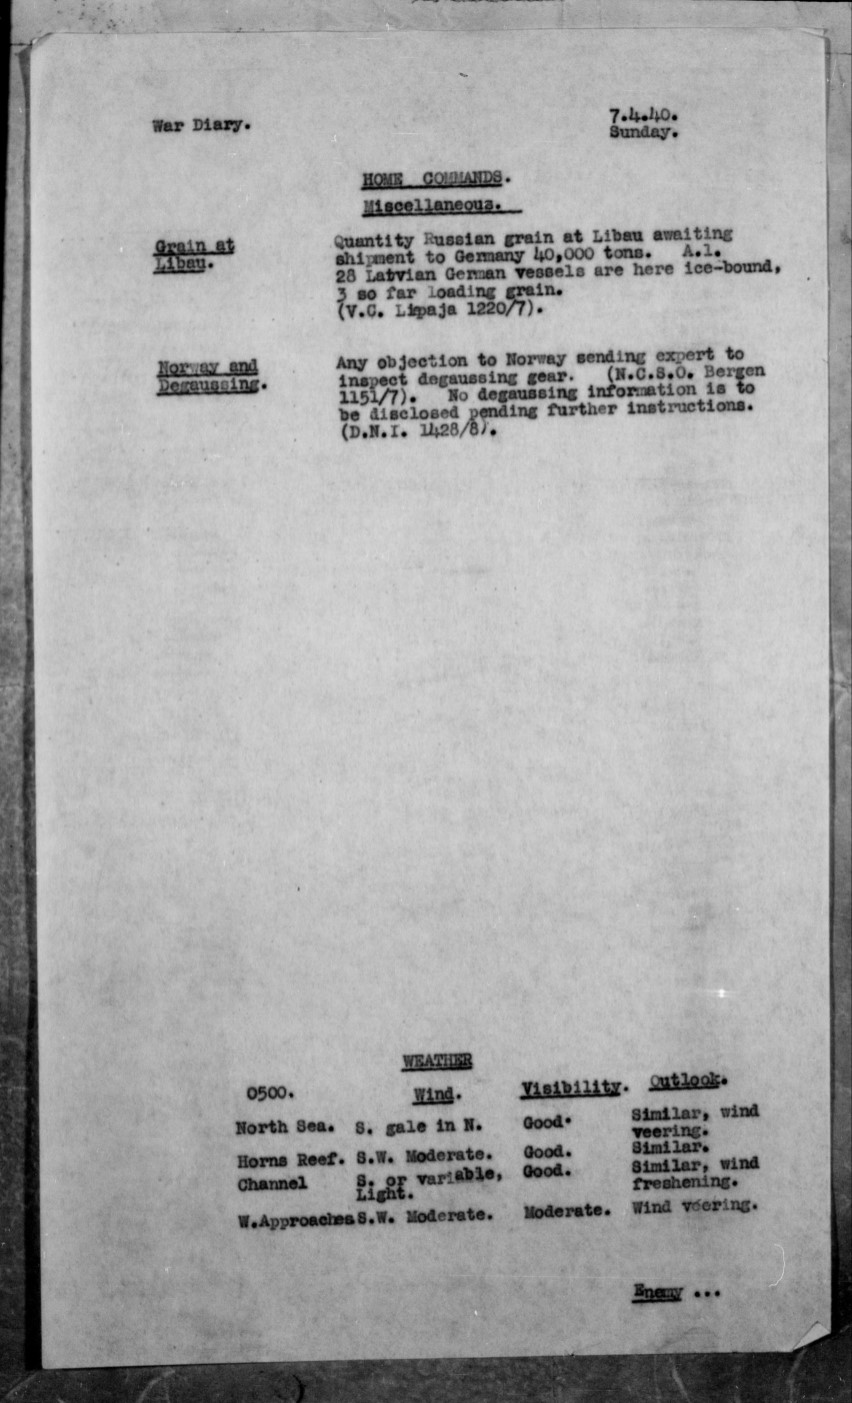 War Diary.
7.4.40.
Sunday.
HOME COMMANDS.
Miscellaneous.
Grain at
Libau.
Quantity Russian grain at Libau awaiting
shipment to Germany 40,000 tons. A.1.
28 Latvian German vessels are here ice-bound,
3 so far loading grain.
(V.C. Lipaja 1220/7).
Norway and
Degaussing.
Any objection to Norway sending expert to
inspect degaussing gear. (N.C.S.O. Bergen
1151/7). No degaussing information is to
be disclosed pending further instructions.
(D.N.I. 1428/8).
WEATHER
0500. Wind. Visibility. Outlook.
North Sea. S. gale in N. Good. Similar, wind
veering.
Horns Reef. S.W. Moderate. Good. Similar.
Channel S. or variable, Good. Similar, wind
Light. freshening.
W.Approaches S.W. Moderate. Moderate. Wind veering.
Enemy ...